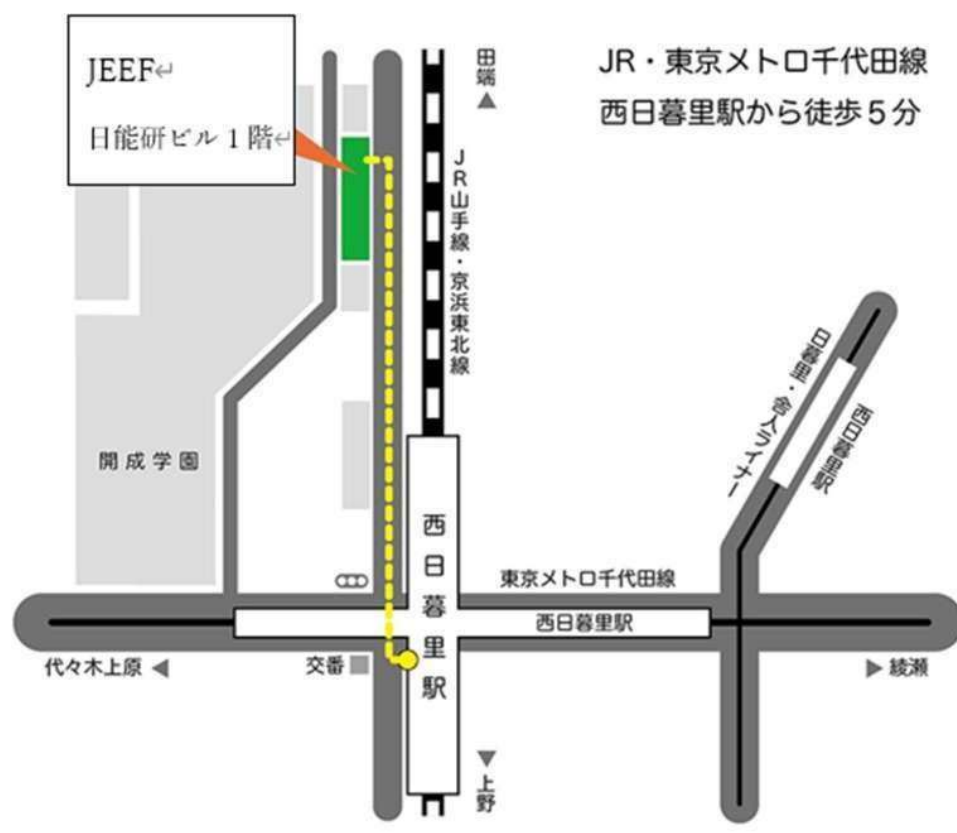 JEEF↵
日能研ビル 1 階↵
田端
JR・東京メトロ千代田線
西日暮里駅から徒歩5分
JR山手線・京浜東北線
日暮里・舎人ライナー
西日暮里駅
開成学園
西日暮里駅
東京メトロ千代田線
西日暮里駅
代々木上原
交番
綾瀬
上野